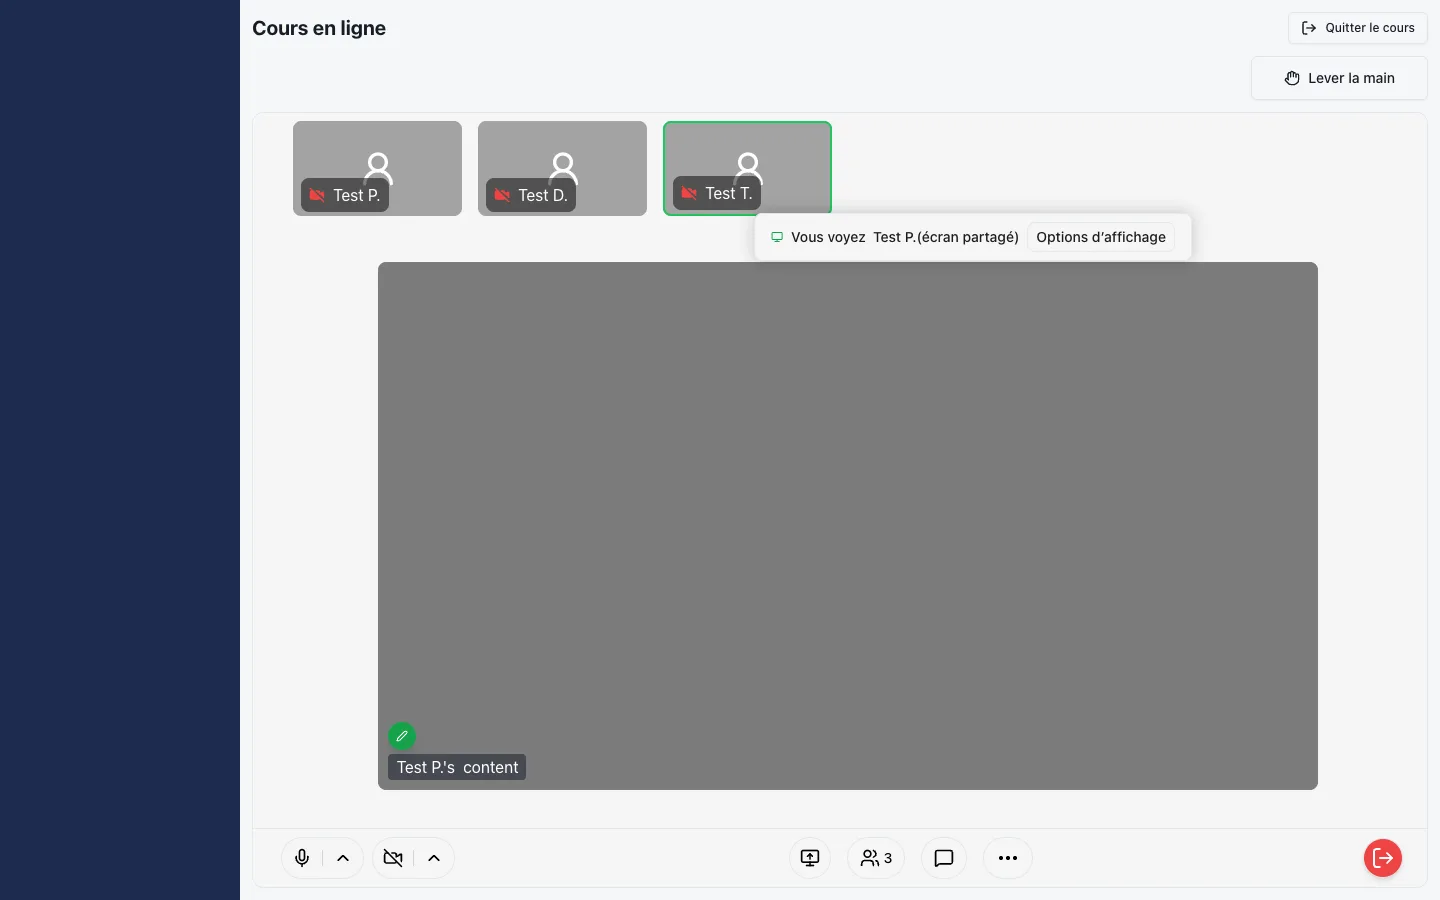 Cours en ligne
Quitter le cours
Lever la main
Test P.
Test D.
Test T.
Vous voyez Test P.(écran partagé)
Options d’affichage
Test P.'s content
3